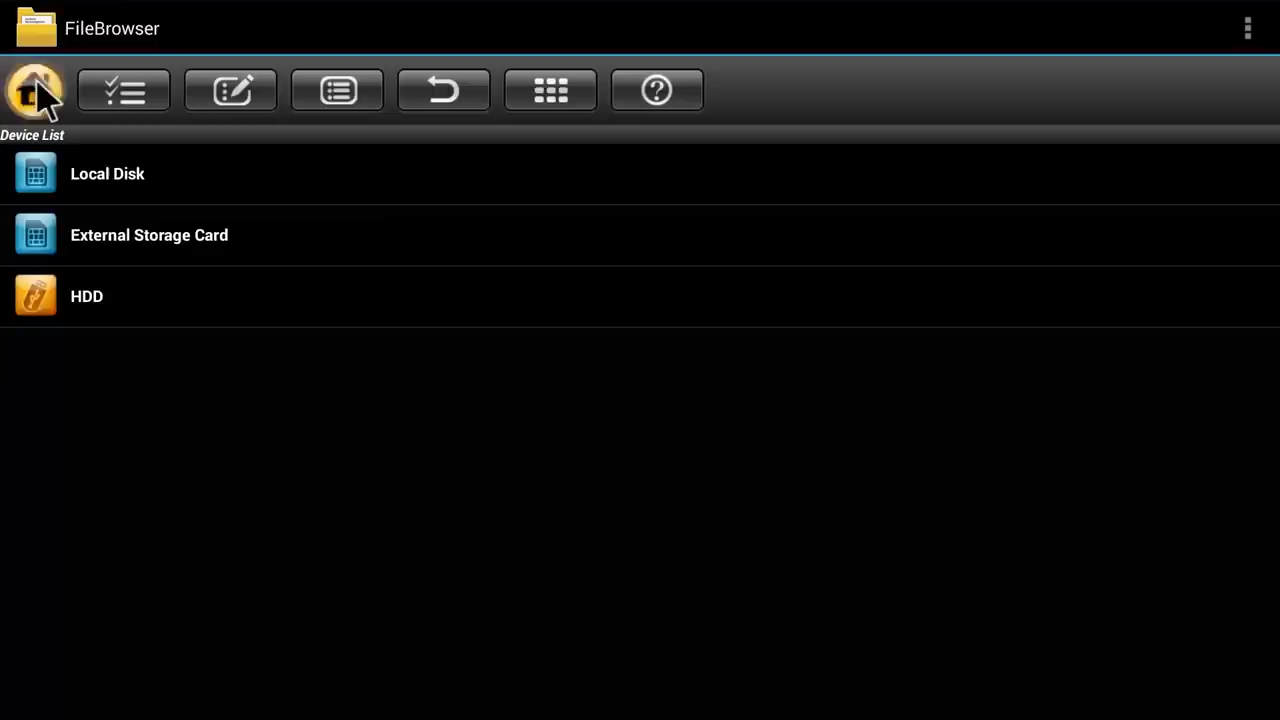 FileBrowser
Device List
Local Disk
External Storage Card
HDD